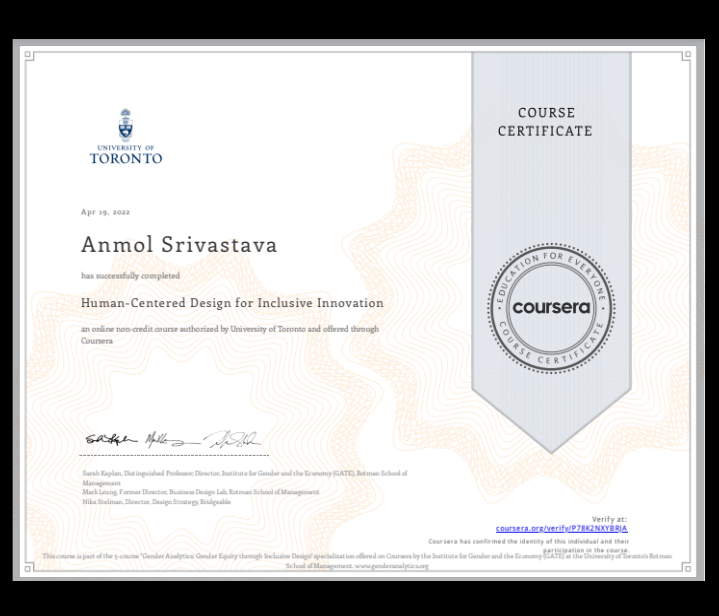 UNIVERSITY OF
TORONTO
COURSE
CERTIFICATE
Apr 19, 2022
Anmol Srivastava
has successfully completed
Human-Centered Design for Inclusive Innovation
an online non-credit course authorized by University of Toronto and offered through
Coursera
EDUCATION FOR EVERYONE
coursera
COURSE CERTIFICATE
Sarah Kaplan, Distinguished Professor; Director, Institute for Gender and the Economy (GATE), Rotman School of
Management
Mark Leung, Former Director, Business Design Lab, Rotman School of Management
Nika Stelman, Director, Design Strategy, Bridgeable
Verify at:
coursera.org/verify/P78K2NXYBRJA
Coursera has confirmed the identity of this individual and their
participation in the course.
This course is part of the 5-course "Gender Analytics: Gender Equity through Inclusive Design" specialization offered on Coursera by the Institute for Gender and the Economy (GATE) at the University of Toronto's Rotman
School of Management. www.genderanalytics.org